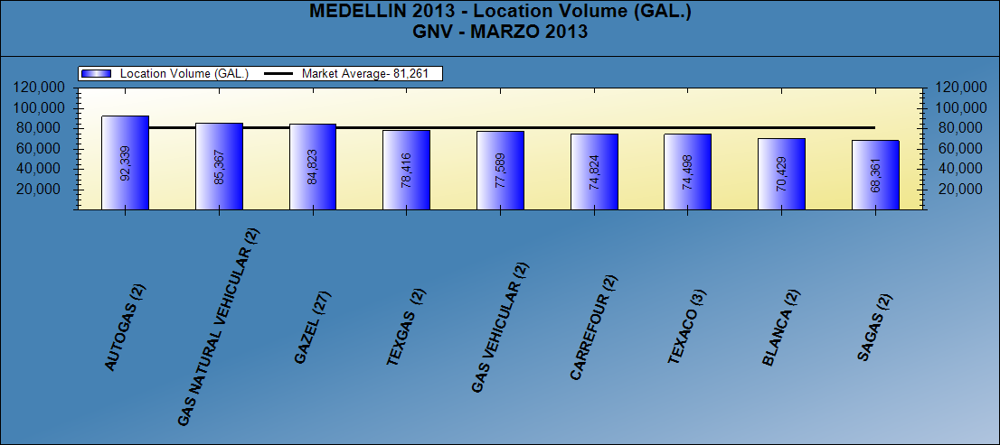 MEDELLIN 2013 - Location Volume (GAL.)
GNV - MARZO 2013
Location Volume (GAL.) Market Average- 81,261
120,000 120,000
100,000 100,000
80,000 80,000
60,000 60,000
40,000 40,000
20,000 20,000
92,339
85,367
84,823
78,416
77,589
74,824
74,498
70,429
68,361
AUTOGAS (2)
GAS NATURAL VEHICULAR (2)
GAZEL (27)
TEXGAS (2)
GAS VEHICULAR (2)
CARREFOUR (2)
TEXACO (3)
BLANCA (2)
SAGAS (2)